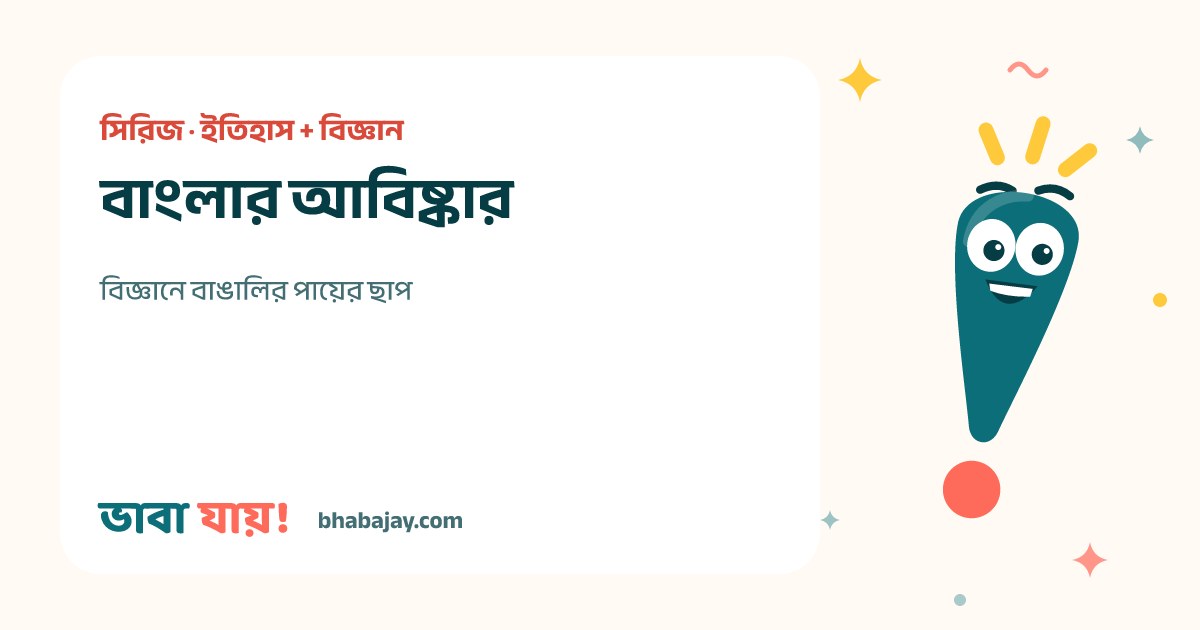 সিরিজ · ইতিহাস + বিজ্ঞান
বাংলার আবিষ্কার
বিজ্ঞানে বাঙালির পায়ের ছাপ
ভাবা যায়! bhabajay.com